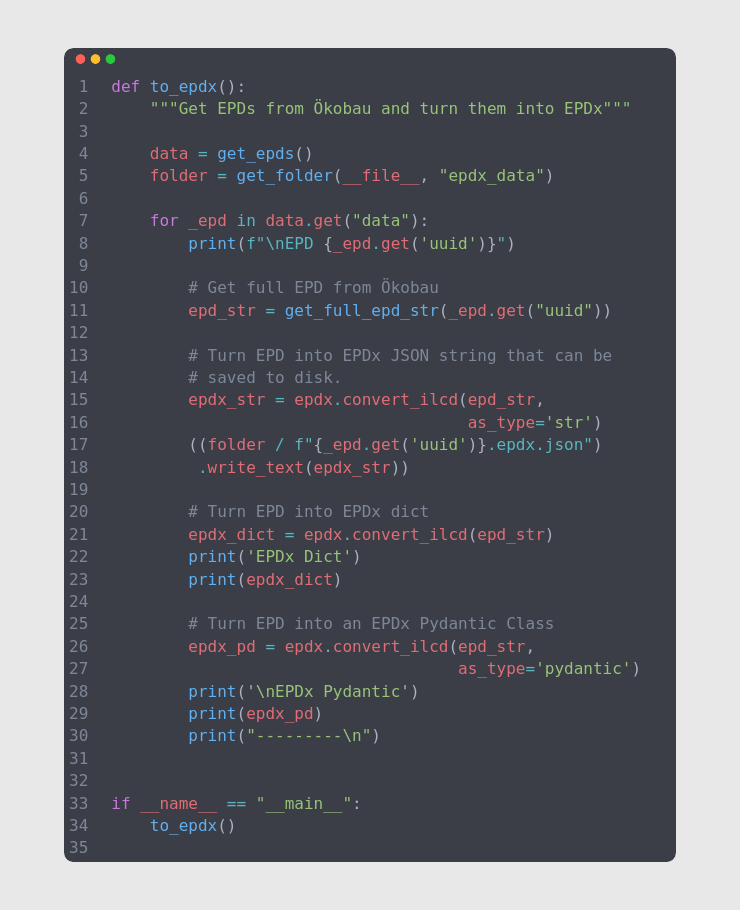 1 def to_epdx():
2     """Get EPDs from Ökobau and turn them into EPDx"""
3
4     data = get_epds()
5     folder = get_folder(__file__, "epdx_data")
6
7     for _epd in data.get("data"):
8         print(f"\nEPD {_epd.get('uuid')}")
9
10         # Get full EPD from Ökobau
11         epd_str = get_full_epd_str(_epd.get("uuid"))
12
13         # Turn EPD into EPDx JSON string that can be
14         # saved to disk.
15         epdx_str = epdx.convert_ilcd(epd_str,
16                                      as_type='str')
17         ((folder / f"{_epd.get('uuid')}.epdx.json")
18          .write_text(epdx_str))
19
20         # Turn EPD into EPDx dict
21         epdx_dict = epdx.convert_ilcd(epd_str)
22         print('EPDx Dict')
23         print(epdx_dict)
24
25         # Turn EPD into an EPDx Pydantic Class
26         epdx_pd = epdx.convert_ilcd(epd_str,
27                                     as_type='pydantic')
28         print('\nEPDx Pydantic')
29         print(epdx_pd)
30         print("---------\n")
31
32
33 if __name__ == "__main__":
34     to_epdx()
35